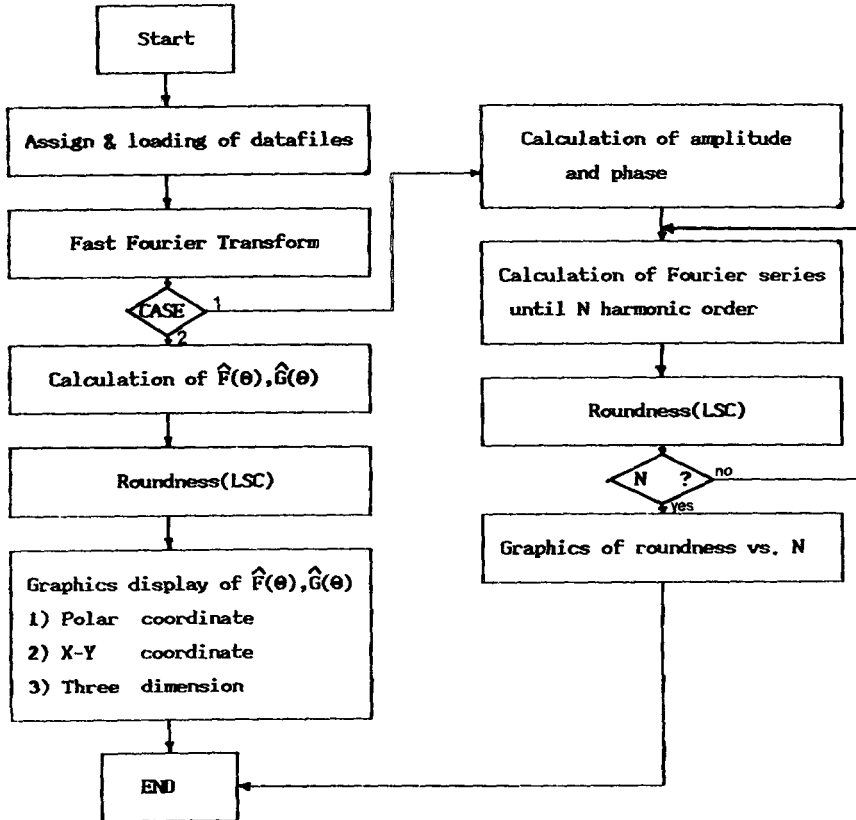 Start
Assign & loading of datafiles
Fast Fourier Transform
CASE
1
2
Calculation of F̂(θ),Ĝ(θ)
Roundness(LSC)
Graphics display of F̂(θ),Ĝ(θ)
1) Polar coordinate
2) X-Y coordinate
3) Three dimension
END
Calculation of amplitude
and phase
Calculation of Fourier series
until N harmonic order
Roundness(LSC)
N ?
no
yes
Graphics of roundness vs. N